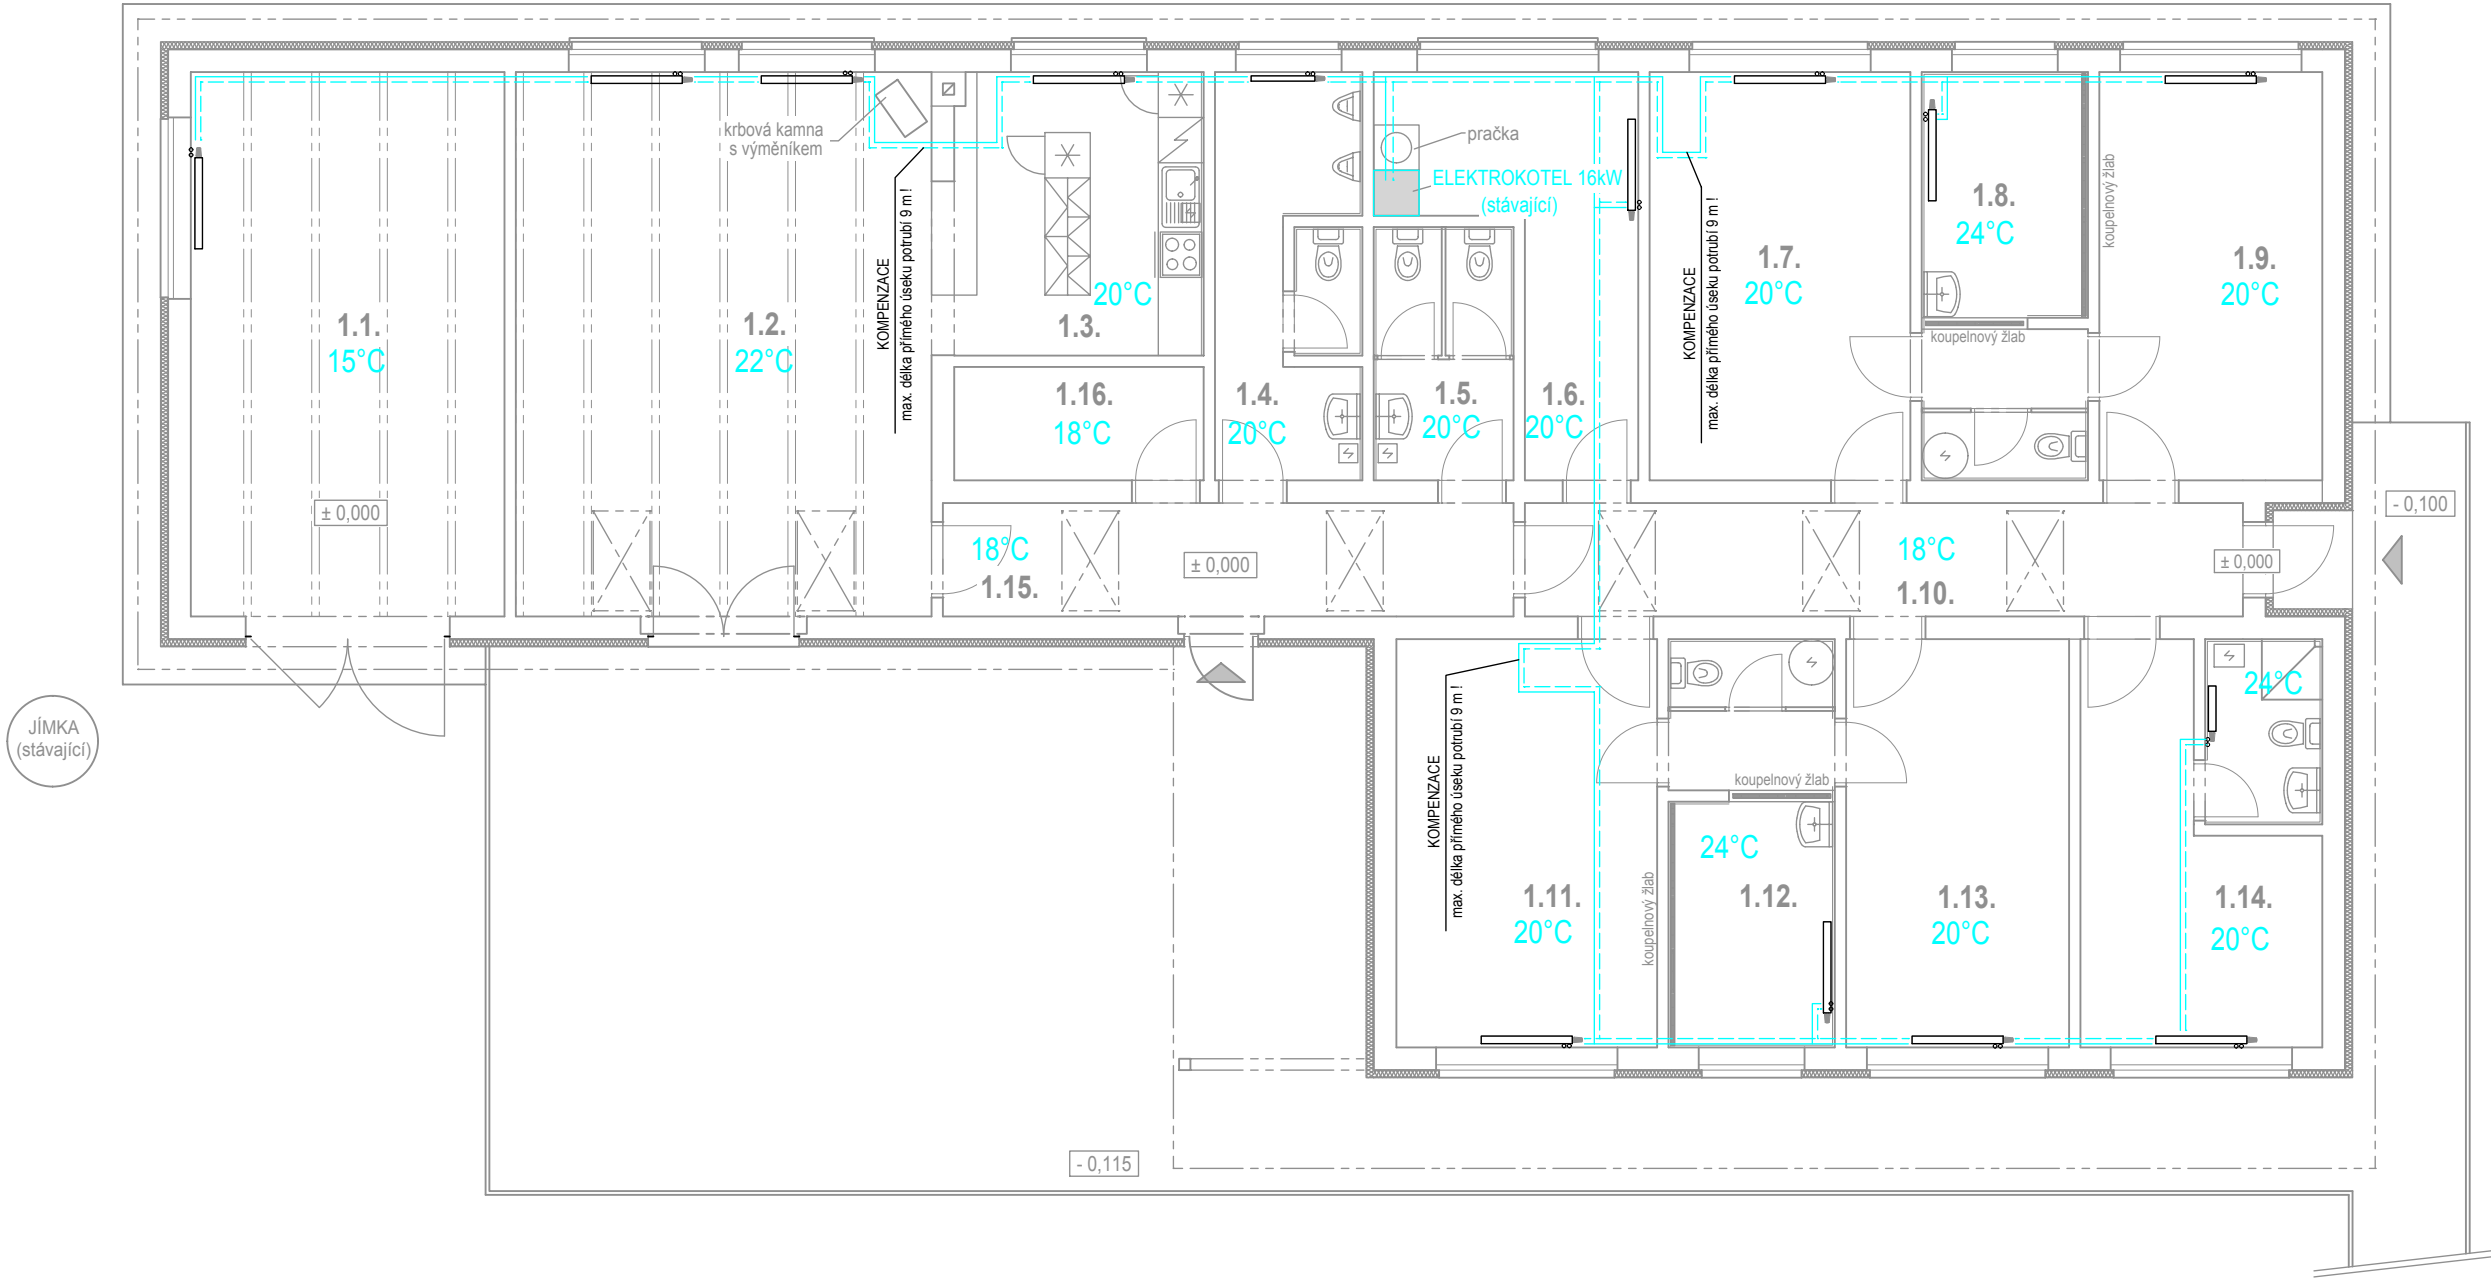 krbová kamna
s výměníkem
KOMPENZACE
max. délka přímého úseku potrubí 9 m !
pračka
ELEKTROKOTEL 16kW
(stávající)
KOMPENZACE
max. délka přímého úseku potrubí 9 m !
1.8.
24°C
koupelnový žlab
1.7.
20°C
1.9.
20°C
20°C
1.3.
1.1.
15°C
1.2.
22°C
koupelnový žlab
1.16.
18°C
1.4.
20°C
1.5.
20°C
1.6.
20°C
± 0,000
- 0,100
18°C
1.15.
± 0,000
18°C
1.10.
± 0,000
JÍMKA
(stávající)
KOMPENZACE
max. délka přímého úseku potrubí 9 m !
24°C
koupelnový žlab
24°C
1.12.
koupelnový žlab
1.11.
20°C
1.13.
20°C
1.14.
20°C
- 0,115